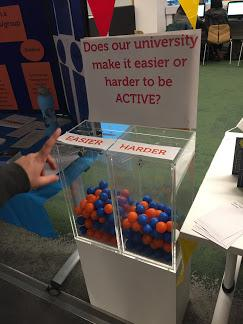 Does our university
make it easier or
harder to be
ACTIVE?
EASIER
HARDER